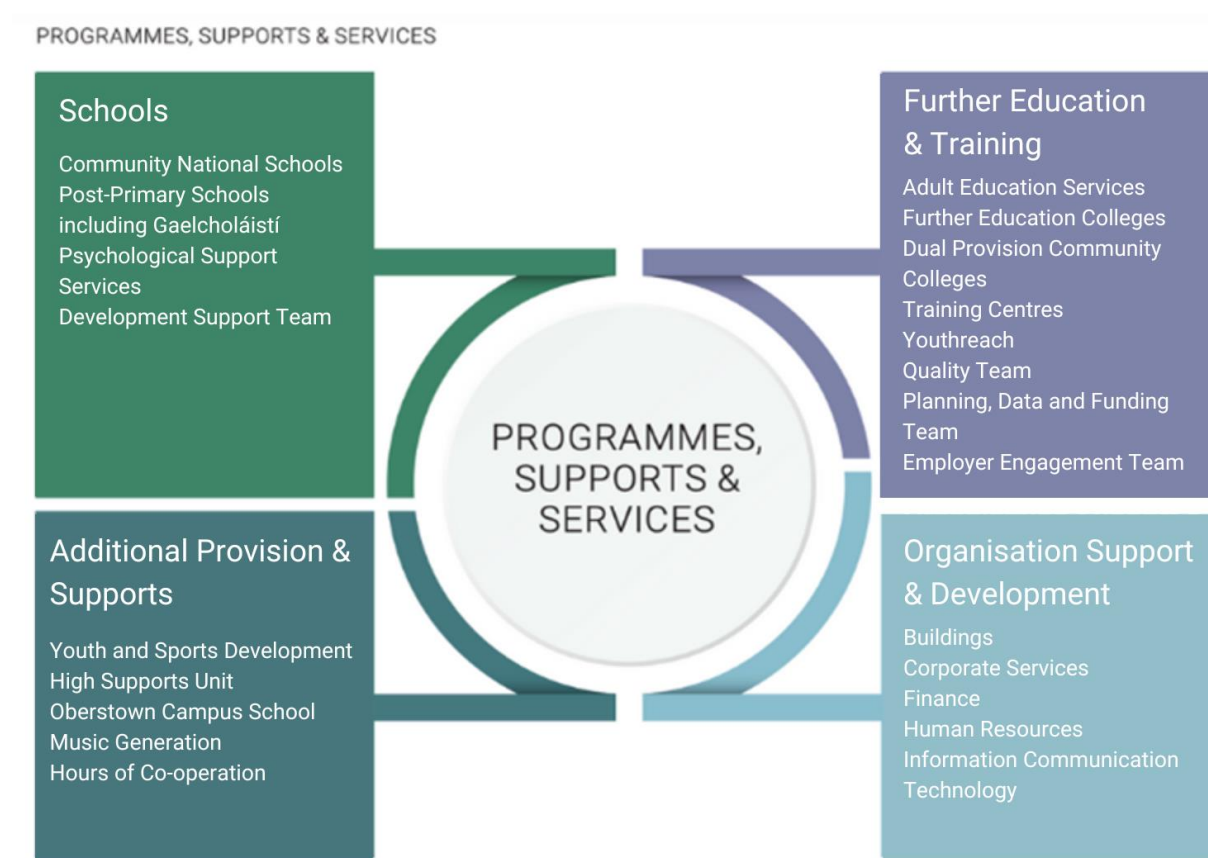 PROGRAMMES, SUPPORTS & SERVICES
Schools
Community National Schools
Post-Primary Schools
including Gaelcholáistí
Psychological Support
Services
Development Support Team
Further Education
& Training
Adult Education Services
Further Education Colleges
Dual Provision Community
Colleges
Training Centres
Youthreach
Quality Team
Planning, Data and Funding
Team
Employer Engagement Team
PROGRAMMES,
SUPPORTS &
SERVICES
Additional Provision &
Supports
Youth and Sports Development
High Supports Unit
Oberstown Campus School
Music Generation
Hours of Co-operation
Organisation Support
& Development
Buildings
Corporate Services
Finance
Human Resources
Information Communication
Technology